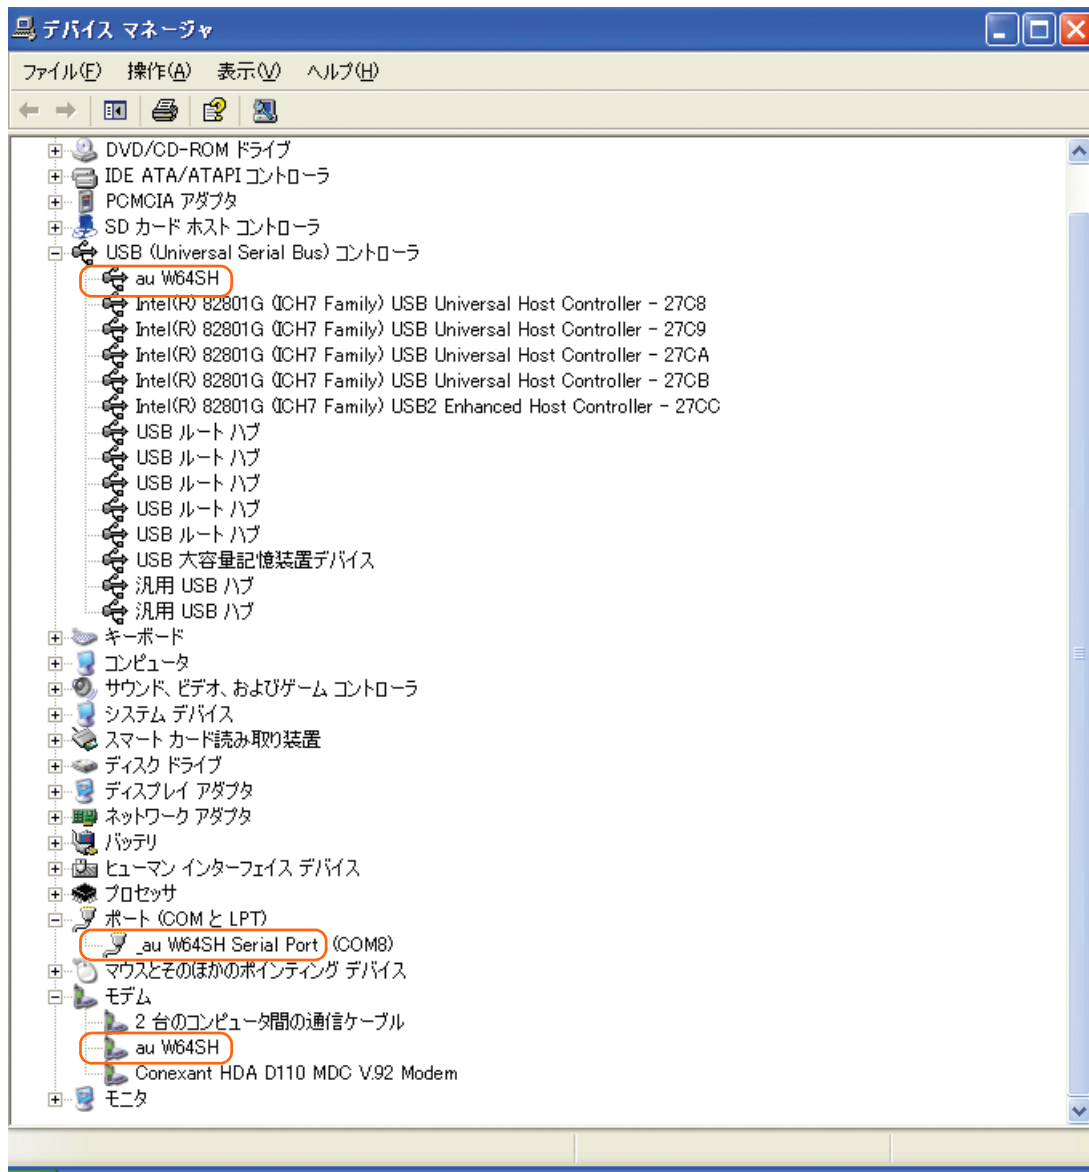 デバイス マネージャ
ファイル(F) 操作(A) 表示(V) ヘルプ(H)
DVD/CD-ROM ドライブ
IDE ATA/ATAPI コントローラ
PCMCIA アダプタ
SD カード ホスト コントローラ
USB (Universal Serial Bus) コントローラ
au W64SH
Intel(R) 82801G (ICH7 Family) USB Universal Host Controller - 27C8
Intel(R) 82801G (ICH7 Family) USB Universal Host Controller - 27C9
Intel(R) 82801G (ICH7 Family) USB Universal Host Controller - 27CA
Intel(R) 82801G (ICH7 Family) USB Universal Host Controller - 27CB
Intel(R) 82801G (ICH7 Family) USB2 Enhanced Host Controller - 27CC
USB ルート ハブ
USB ルート ハブ
USB ルート ハブ
USB ルート ハブ
USB ルート ハブ
USB 大容量記憶装置デバイス
汎用 USB ハブ
汎用 USB ハブ
キーボード
コンピュータ
サウンド、ビデオ、およびゲーム コントローラ
システム デバイス
スマート カード読み取り装置
ディスク ドライブ
ディスプレイ アダプタ
ネットワーク アダプタ
バッテリ
ヒューマン インターフェイス デバイス
プロセッサ
ポート (COM と LPT)
_au W64SH Serial Port (COM8)
マウスとそのほかのポインティング デバイス
モデム
2 台のコンピュータ間の通信ケーブル
au W64SH
Conexant HDA D110 MDC V.92 Modem
モニタ